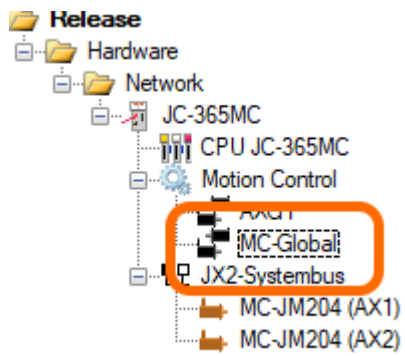 Release
Hardware
Network
JC-365MC
CPU JC-365MC
Motion Control
MC-Global
JX2-Systembus
MC-JM204 (AX1)
MC-JM204 (AX2)